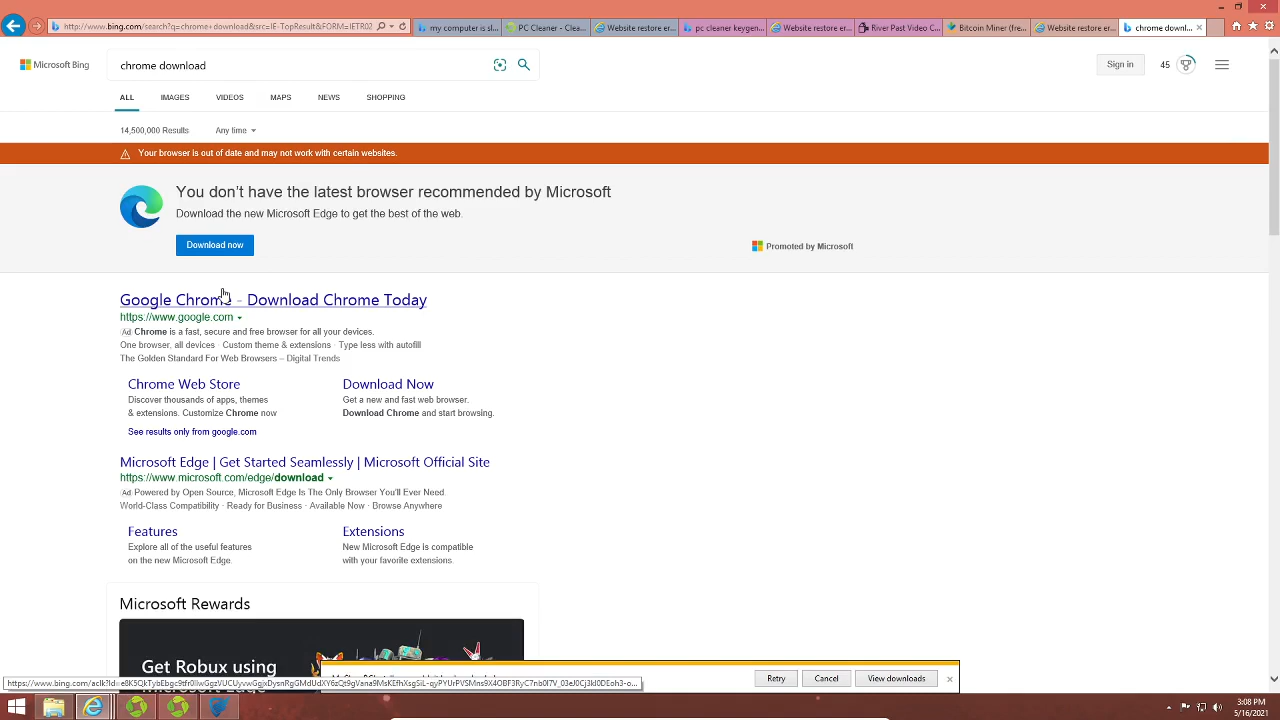 http://www.bing.com/search?q=chrome+download&src=IE-TopResult&FORM=IETR02
my computer is sl...
PC Cleaner - Clea...
Website restore er...
pc cleaner keygen...
Website restore er...
River Past Video C...
Bitcoin Miner (fre...
Website restore er...
chrome downl...
Microsoft Bing
chrome download
Sign in
45
ALL
IMAGES
VIDEOS
MAPS
NEWS
SHOPPING
14,500,000 Results
Any time
Your browser is out of date and may not work with certain websites.
You don't have the latest browser recommended by Microsoft
Download the new Microsoft Edge to get the best of the web.
Download now
Promoted by Microsoft
Google Chrome - Download Chrome Today
https://www.google.com
Ad Chrome is a fast, secure and free browser for all your devices.
One browser, all devices · Custom theme & extensions · Type less with autofill
The Golden Standard For Web Browsers – Digital Trends
Chrome Web Store
Discover thousands of apps, themes
& extensions. Customize Chrome now
Download Now
Get a new and fast web browser.
Download Chrome and start browsing.
See results only from google.com
Microsoft Edge | Get Started Seamlessly | Microsoft Official Site
https://www.microsoft.com/edge/download
Ad Powered by Open Source, Microsoft Edge Is The Only Browser You'll Ever Need.
World-Class Compatibility · Ready for Business · Available Now · Browse Anywhere
Features
Explore all of the useful features
on the new Microsoft Edge.
Extensions
New Microsoft Edge is compatible
with your favorite extensions.
Microsoft Rewards
Get Robux using
Retry
Cancel
View downloads
3:08 PM
5/16/2021